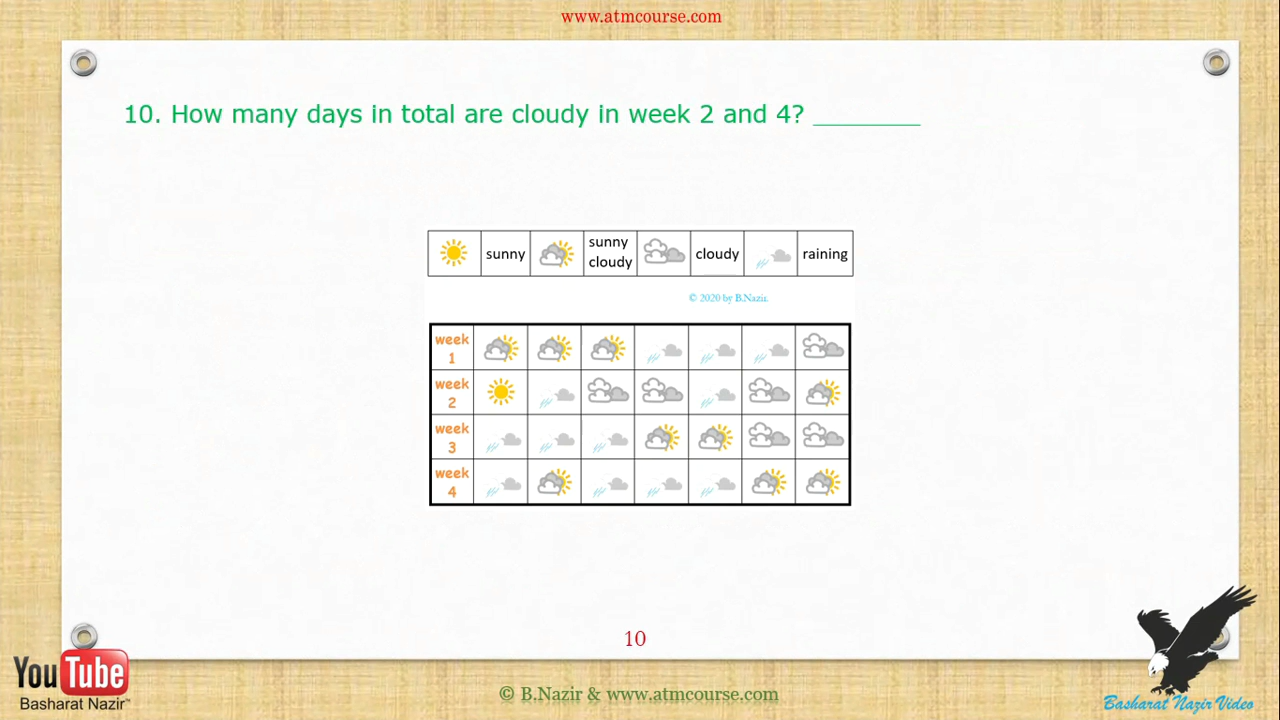 www.atmcourse.com
10. How many days in total are cloudy in week 2 and 4? ________
sunny
sunny
cloudy
cloudy
raining
© 2020 by B.Nazir.
week
1
week
2
week
3
week
4
10
YouTube
Basharat Nazir™
© B.Nazir & www.atmcourse.com
Basharat Nazir Video